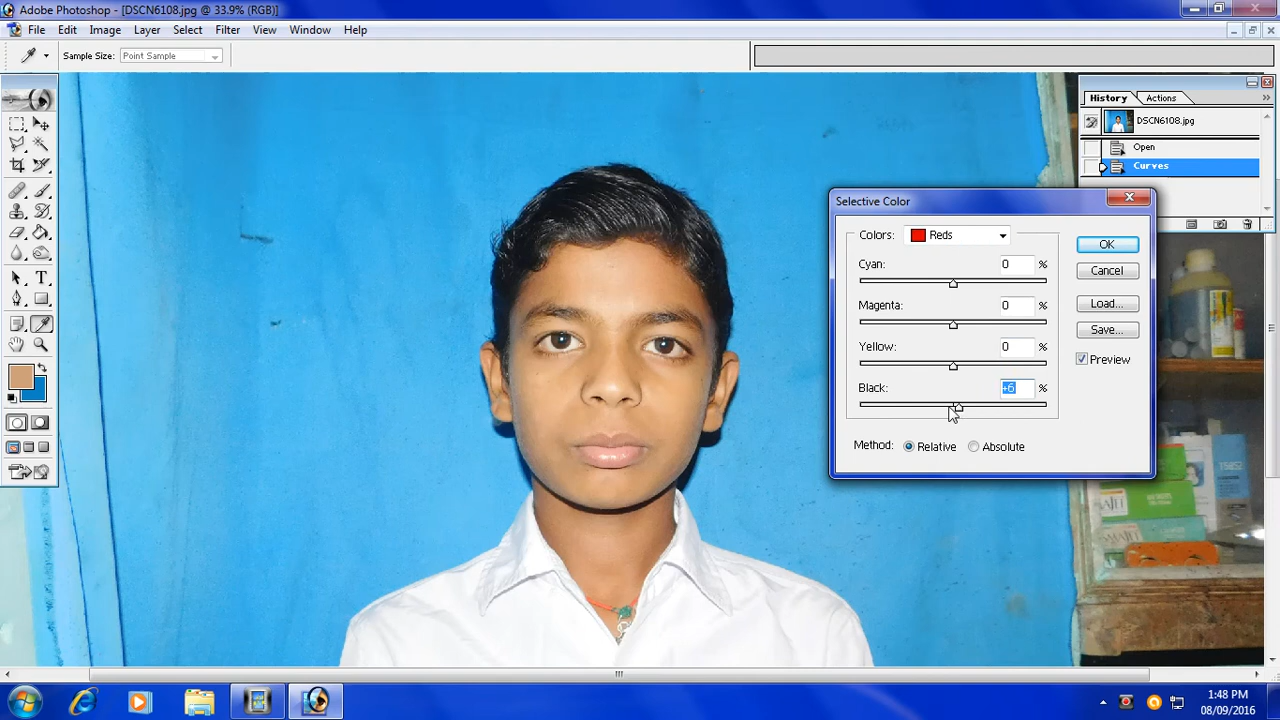 Adobe Photoshop - [DSCN6108.jpg @ 33.9% (RGB)]
File Edit Image Layer Select Filter View Window Help
Sample Size: Point Sample
History Actions
DSCN6108.jpg
Open
Curves
Selective Color
Colors: Reds
OK
Cyan: 0 %
Cancel
Magenta: 0 %
Load...
Save...
Yellow: 0 %
Preview
Black: +6 %
Method: Relative Absolute
1:48 PM
08/09/2016